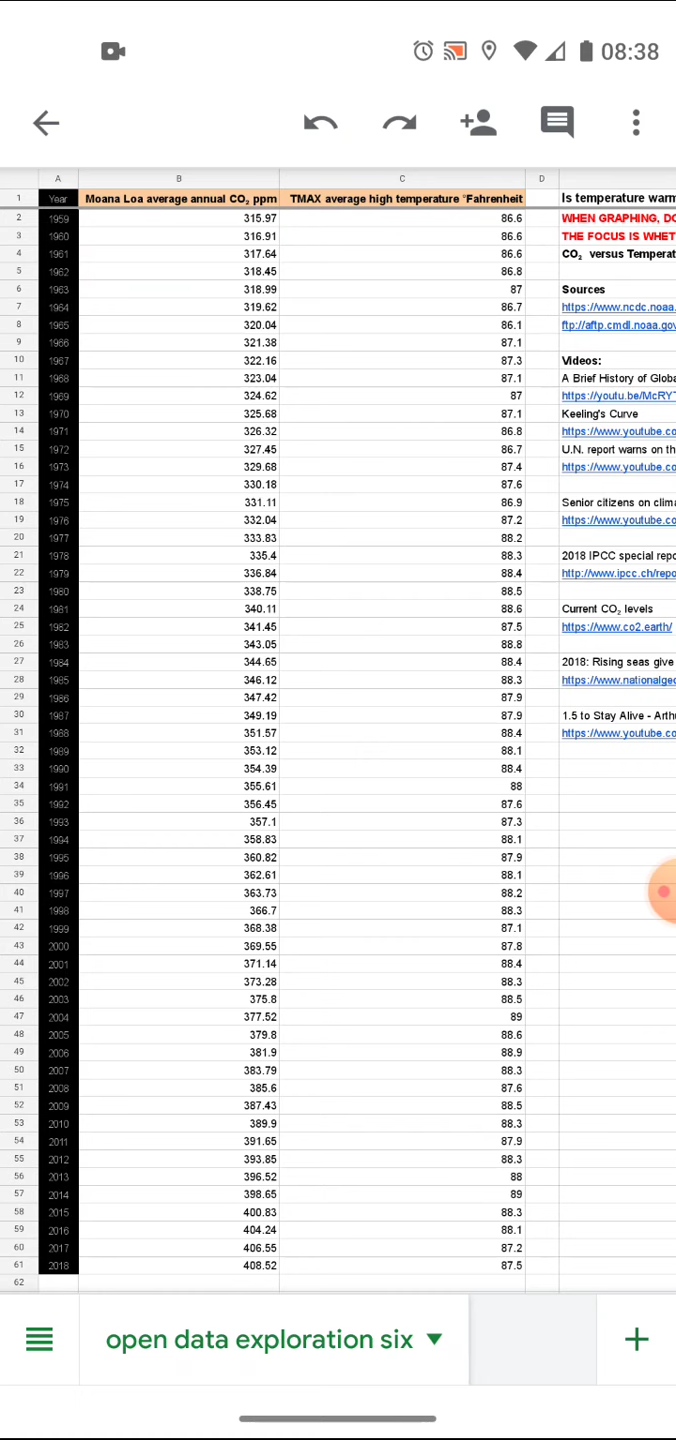 08:38
A B C D
1 Year Moana Loa average annual CO₂ ppm TMAX average high temperature °Fahrenheit Is temperature warm
2 1959 315.97 86.6 WHEN GRAPHING, DO
3 1960 316.91 86.6 THE FOCUS IS WHET
4 1961 317.64 86.6 CO₂ versus Temperat
5 1962 318.45 86.8
6 1963 318.99 87 Sources
7 1964 319.62 86.7 https://www.ncdc.noaa.
8 1965 320.04 86.1 ftp://aftp.cmdl.noaa.gov
9 1966 321.38 87.1
10 1967 322.16 87.3 Videos:
11 1968 323.04 87.1 A Brief History of Globa
12 1969 324.62 87 https://youtu.be/McRYT
13 1970 325.68 87.1 Keeling's Curve
14 1971 326.32 86.8 https://www.youtube.co
15 1972 327.45 86.7 U.N. report warns on th
16 1973 329.68 87.4 https://www.youtube.co
17 1974 330.18 87.6
18 1975 331.11 86.9 Senior citizens on clima
19 1976 332.04 87.2 https://www.youtube.co
20 1977 333.83 88.2
21 1978 335.4 88.3 2018 IPCC special repo
22 1979 336.84 88.4 http://www.ipcc.ch/repo
23 1980 338.75 88.5
24 1981 340.11 88.6 Current CO₂ levels
25 1982 341.45 87.5 https://www.co2.earth/
26 1983 343.05 88.8
27 1984 344.65 88.4 2018: Rising seas give
28 1985 346.12 88.3 https://www.nationalgeo
29 1986 347.42 87.9
30 1987 349.19 87.9 1.5 to Stay Alive - Arth
31 1988 351.57 88.4 https://www.youtube.co
32 1989 353.12 88.1
33 1990 354.39 88.4
34 1991 355.61 88
35 1992 356.45 87.6
36 1993 357.1 87.3
37 1994 358.83 88.1
38 1995 360.82 87.9
39 1996 362.61 88.1
40 1997 363.73 88.2
41 1998 366.7 88.3
42 1999 368.38 87.1
43 2000 369.55 87.8
44 2001 371.14 88.4
45 2002 373.28 88.3
46 2003 375.8 88.5
47 2004 377.52 89
48 2005 379.8 88.6
49 2006 381.9 88.9
50 2007 383.79 88.3
51 2008 385.6 87.6
52 2009 387.43 88.5
53 2010 389.9 88.3
54 2011 391.65 87.9
55 2012 393.85 88.3
56 2013 396.52 88
57 2014 398.65 89
58 2015 400.83 88.3
59 2016 404.24 88.1
60 2017 406.55 87.2
61 2018 408.52 87.5
62
open data exploration six